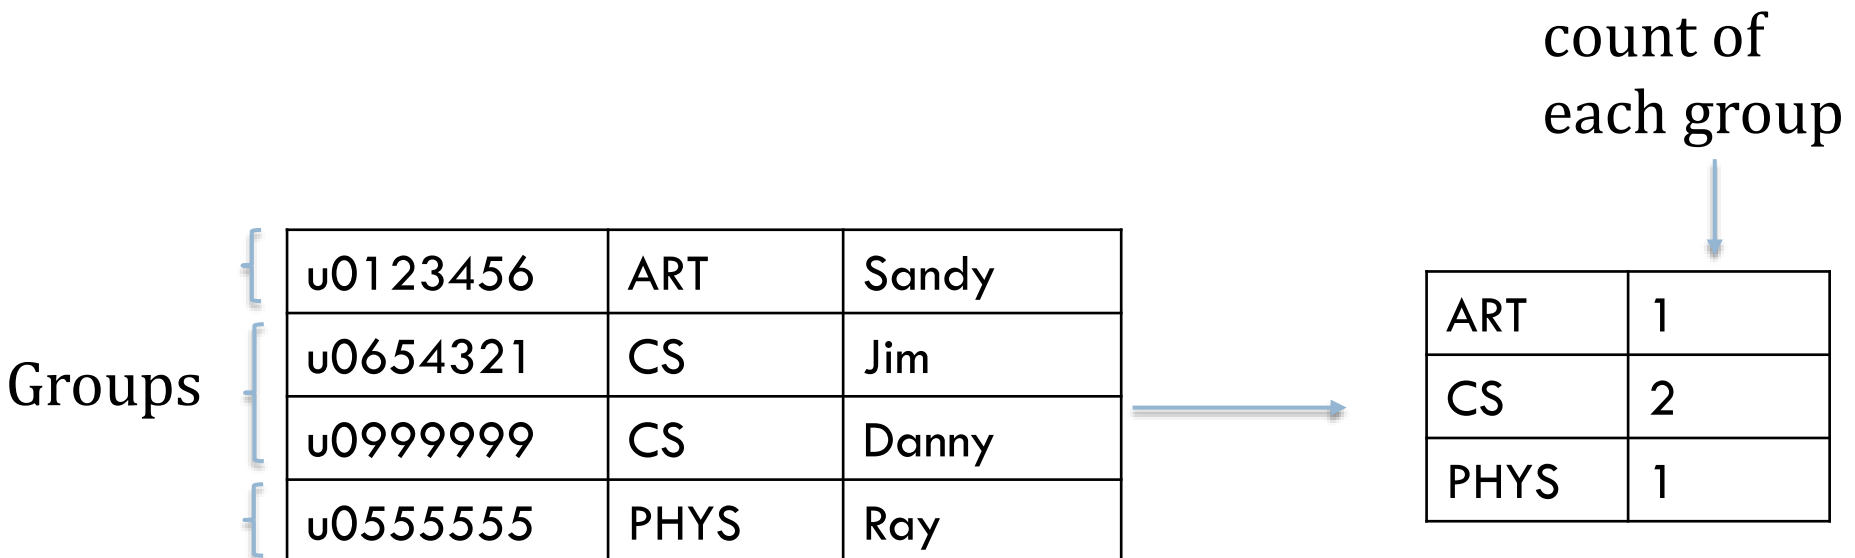 count of
each group
Groups
u0123456 ART Sandy
u0654321 CS Jim
u0999999 CS Danny
u0555555 PHYS Ray
ART 1
CS 2
PHYS 1